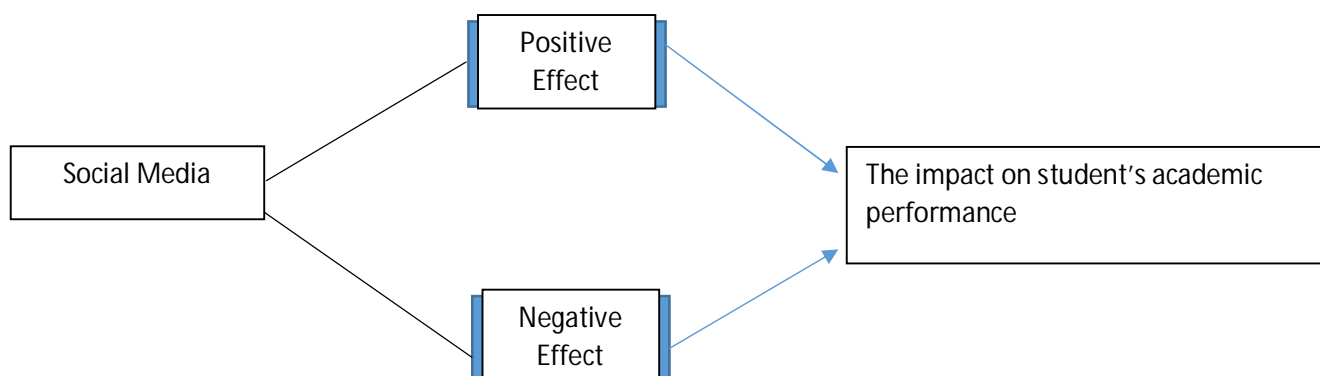 Positive
Effect
Social Media
The impact on student’s academic
performance
Negative
Effect